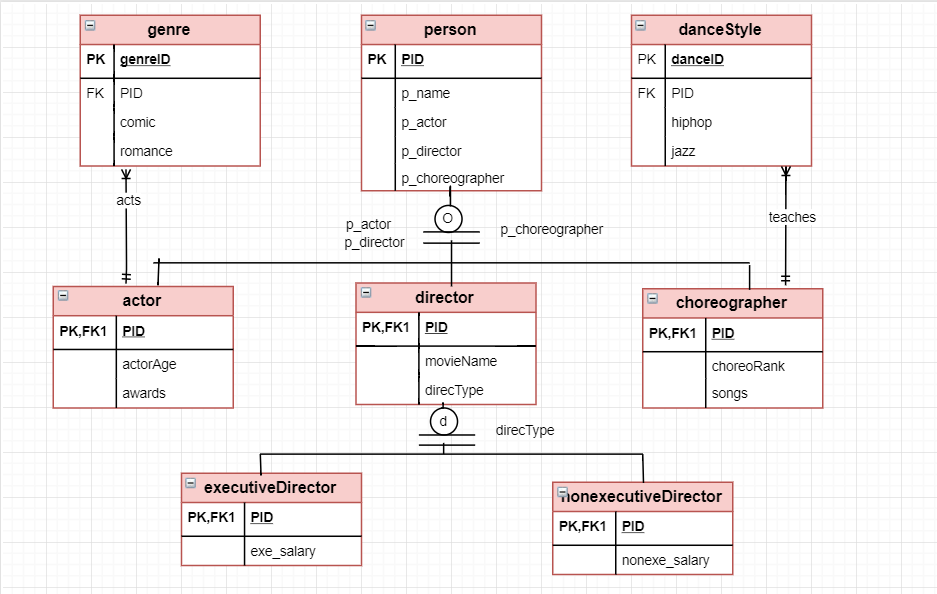 genre
PK genreID
FK PID
comic
romance
person
PK PID
p_name
p_actor
p_director
p_choreographer
danceStyle
PK danceID
FK PID
hiphop
jazz
acts
p_actor
p_director
O
p_choreographer
teaches
actor
PK,FK1 PID
actorAge
awards
director
PK,FK1 PID
movieName
direcType
choreographer
PK,FK1 PID
choreoRank
songs
d
direcType
executiveDirector
PK,FK1 PID
exe_salary
nonexecutiveDirector
PK,FK1 PID
nonexe_salary